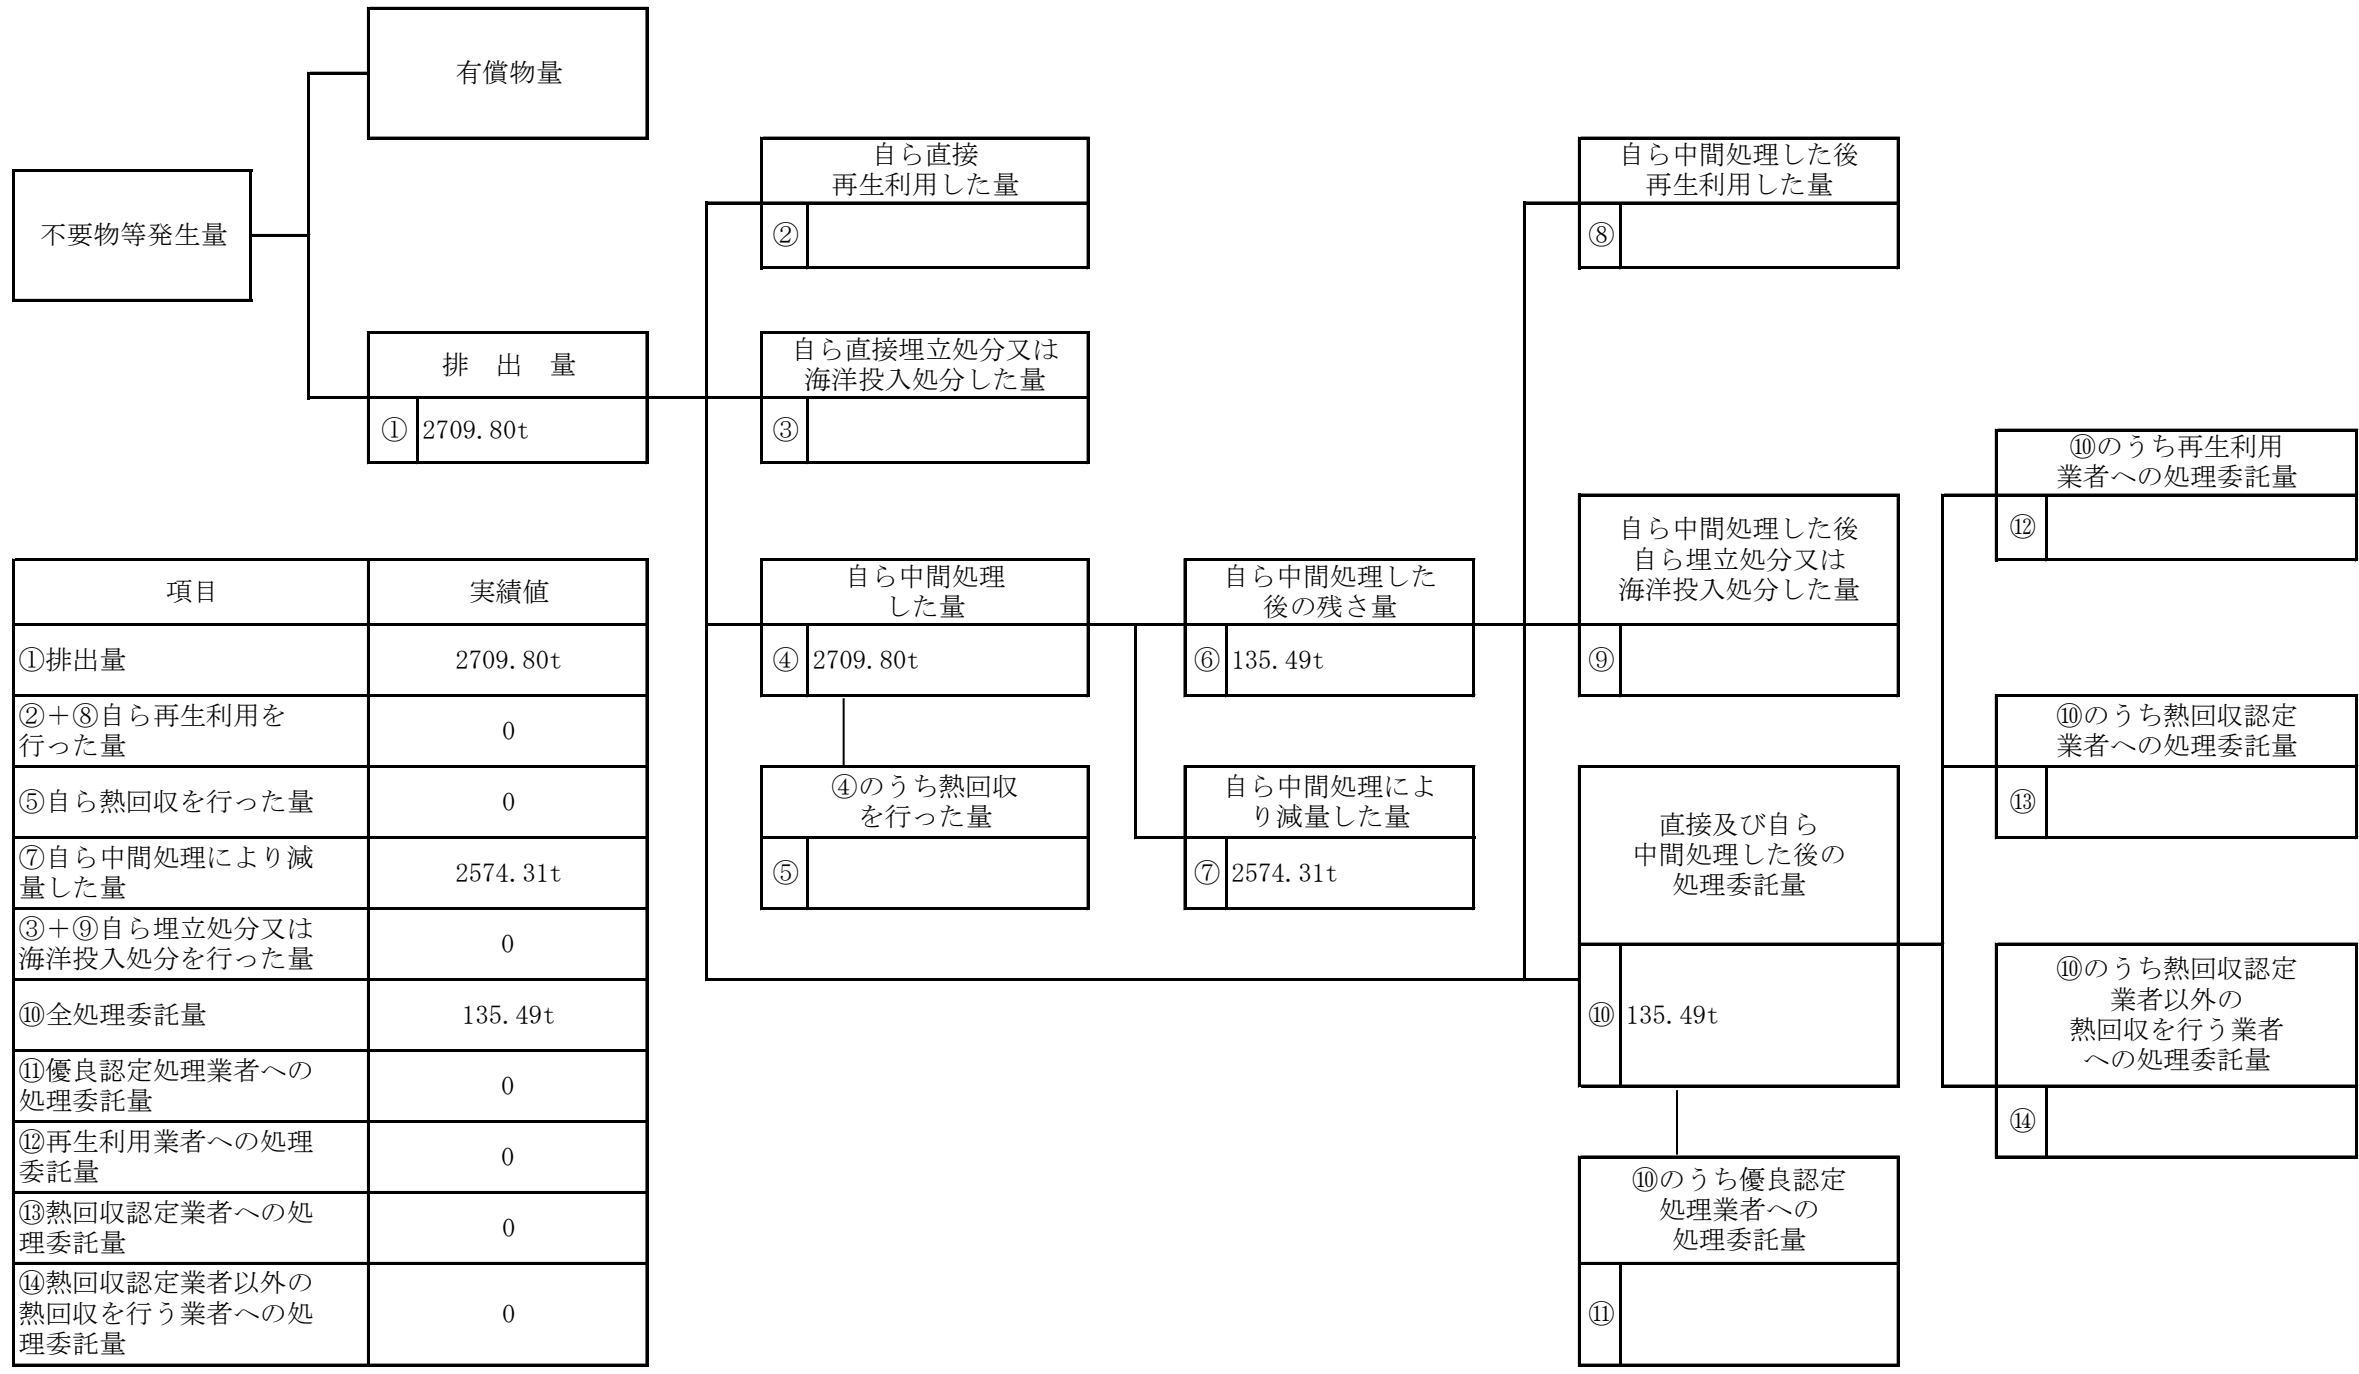 有償物量
不要物等発生量
排　出　量
① 2709.80t
自ら直接
再生利用した量
②
自ら直接埋立処分又は
海洋投入処分した量
③
自ら中間処理
した量
④ 2709.80t
④のうち熱回収
を行った量
⑤
自ら中間処理した
後の残さ量
⑥ 135.49t
自ら中間処理によ
り減量した量
⑦ 2574.31t
自ら中間処理した後
再生利用した量
⑧
自ら中間処理した後
自ら埋立処分又は
海洋投入処分した量
⑨
直接及び自ら
中間処理した後の
処理委託量
⑩ 135.49t
⑩のうち優良認定
処理業者への
処理委託量
⑪
⑩のうち再生利用
業者への処理委託量
⑫
⑩のうち熱回収認定
業者への処理委託量
⑬
⑩のうち熱回収認定
業者以外の
熱回収を行う業者
への処理委託量
⑭
項目 実績値
①排出量 2709.80t
②＋⑧自ら再生利用を
行った量 0
⑤自ら熱回収を行った量 0
⑦自ら中間処理により減
量した量 2574.31t
③＋⑨自ら埋立処分又は
海洋投入処分を行った量 0
⑩全処理委託量 135.49t
⑪優良認定処理業者への
処理委託量 0
⑫再生利用業者への処理
委託量 0
⑬熱回収認定業者への処
理委託量 0
⑭熱回収認定業者以外の
熱回収を行う業者への処
理委託量 0